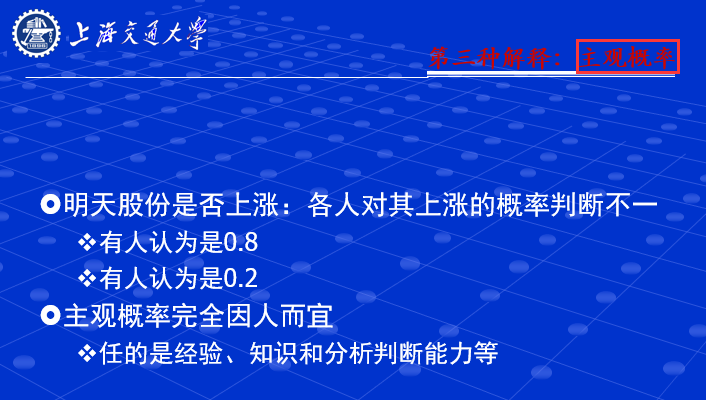 上海交通大学
第三种解释：主观概率
明天股份是否上涨：各人对其上涨的概率判断不一
有人认为是0.8
有人认为是0.2
主观概率完全因人而宜
任的是经验、知识和分析判断能力等